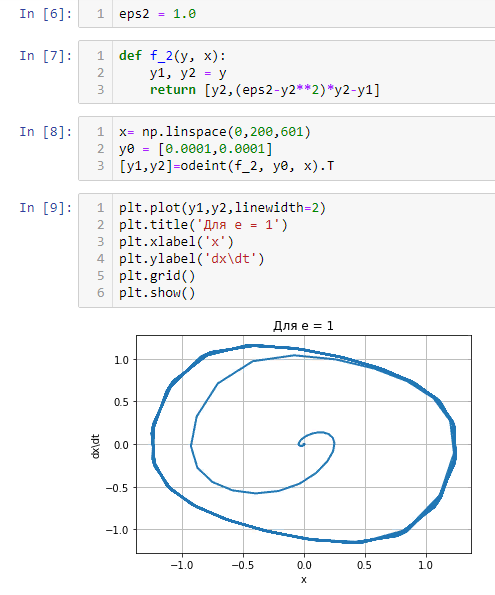 In [6]: 1 eps2 = 1.0
In [7]: 1 def f_2(y, x):
2     y1, y2 = y
3     return [y2,(eps2-y2**2)*y2-y1]
In [8]: 1 x= np.linspace(0,200,601)
2 y0 = [0.0001,0.0001]
3 [y1,y2]=odeint(f_2, y0, x).T
In [9]: 1 plt.plot(y1,y2,linewidth=2)
2 plt.title('Для e = 1')
3 plt.xlabel('x')
4 plt.ylabel('dx\dt')
5 plt.grid()
6 plt.show()
Для e = 1
1.0
0.5
0.0
−0.5
−1.0
dx\dt
−1.0 −0.5 0.0 0.5 1.0
x